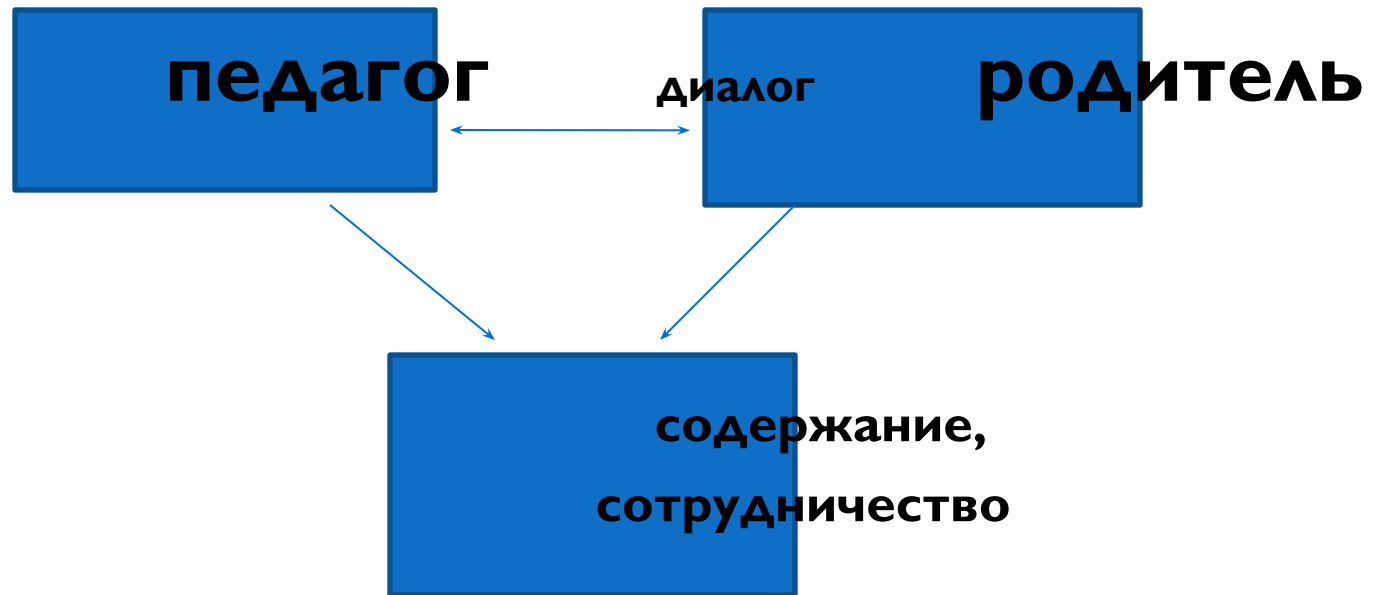 педагог
диалог
родитель
содержание,
сотрудничество